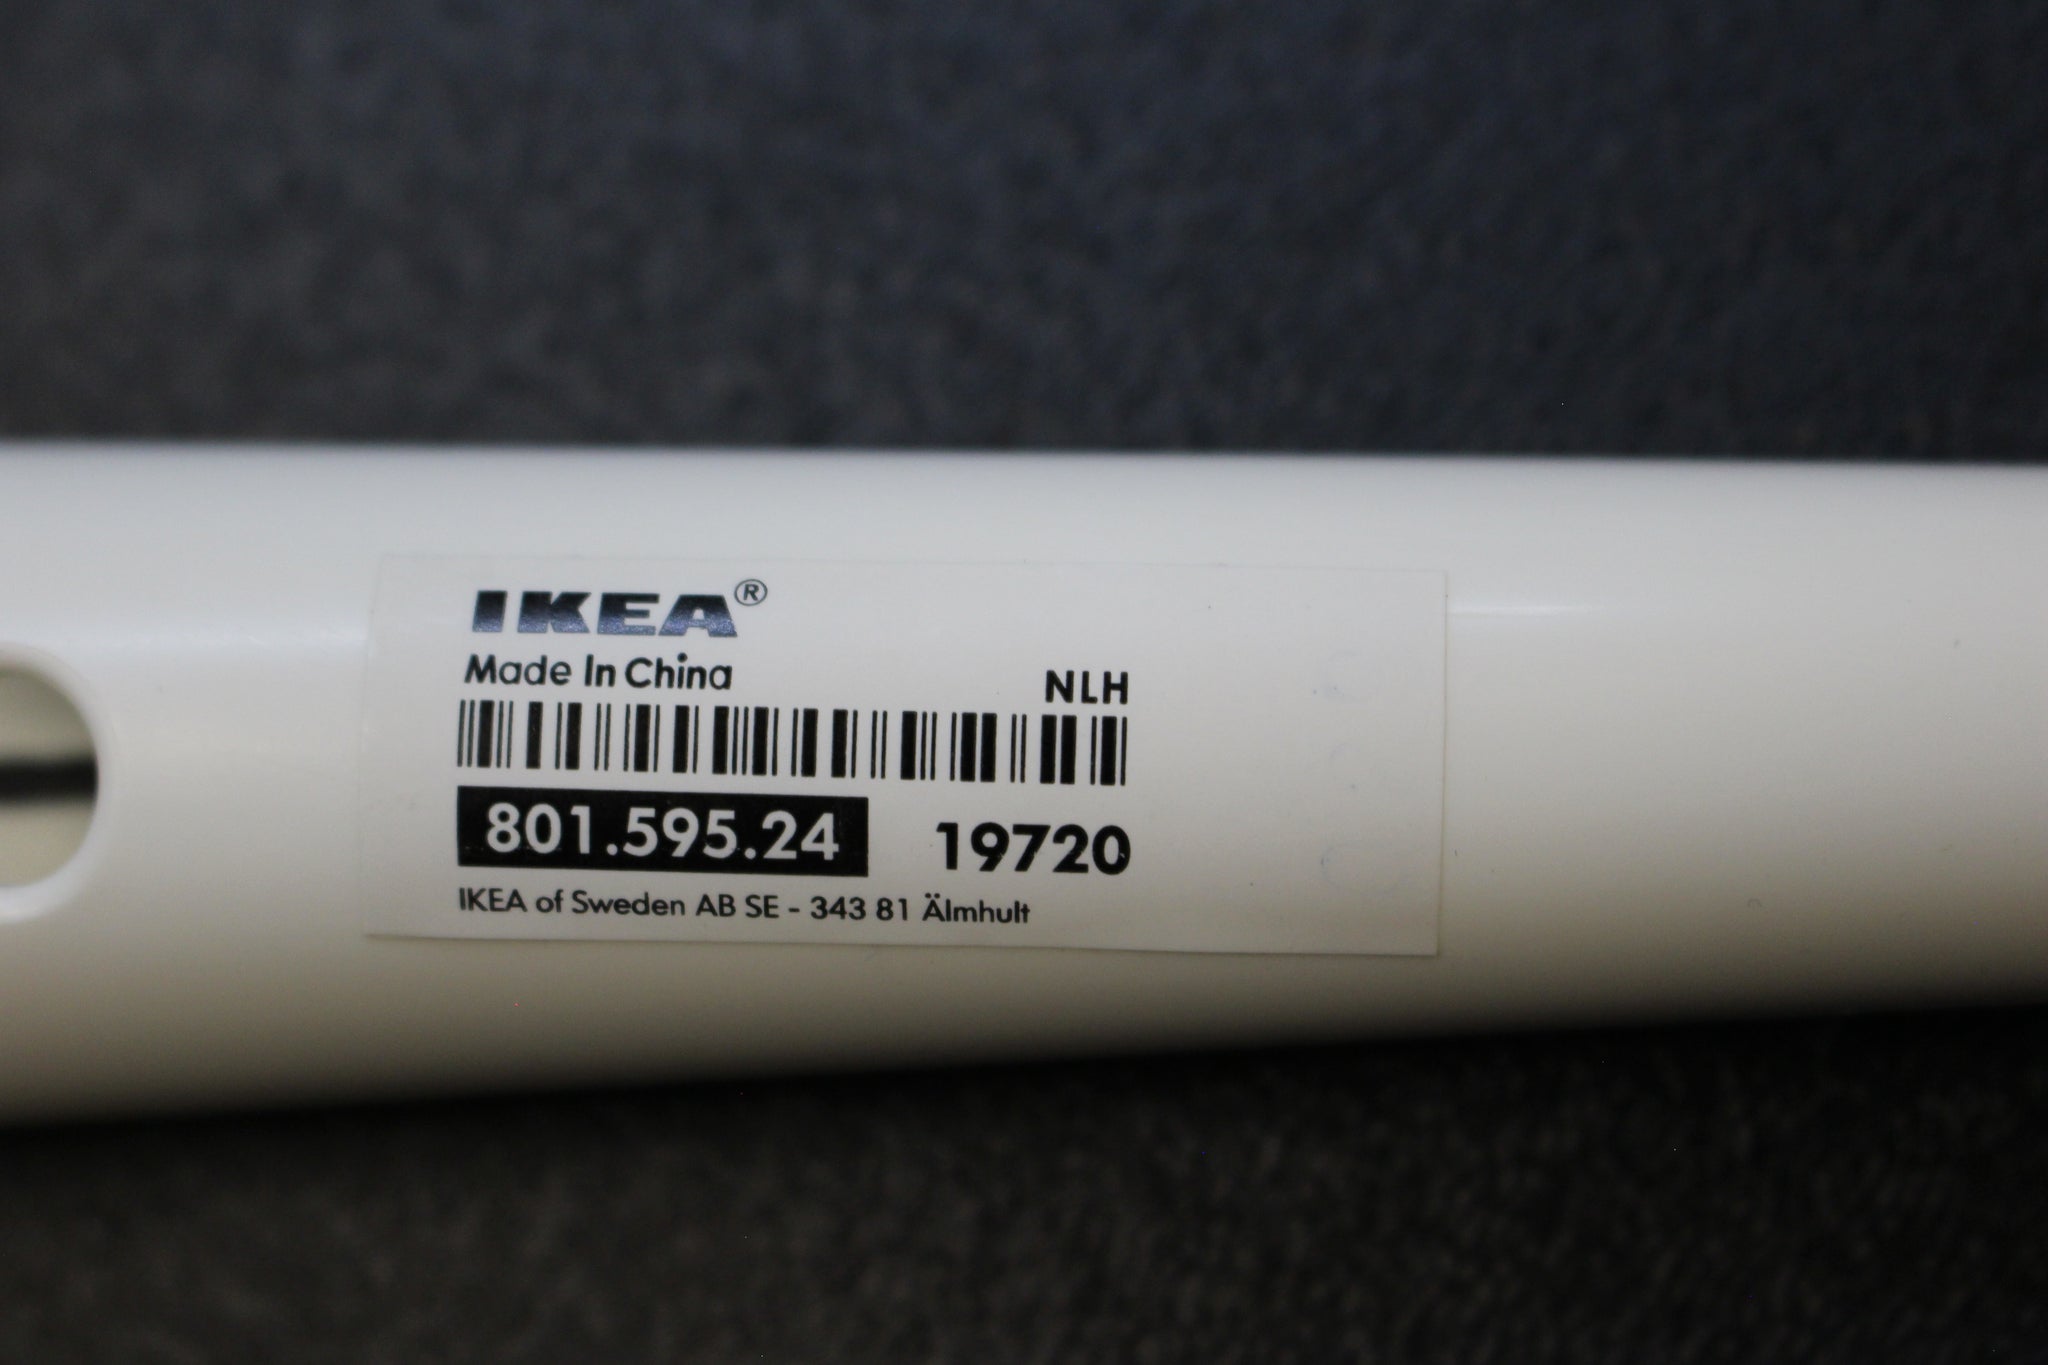 IKEA®
Made In China NLH
801.595.24 19720
IKEA of Sweden AB SE - 343 81 Älmhult